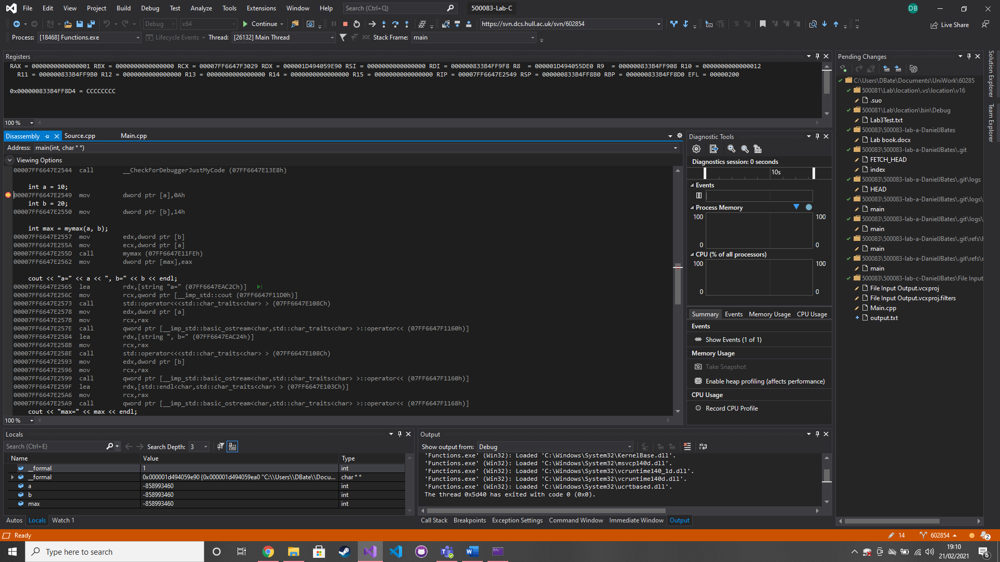 File Edit View Project Build Debug Test Analyze Tools Extensions Window Help Search (Ctrl+Q) 500083-Lab-C DB
Debug x64 Continue https://svn.dcs.hull.ac.uk/svn/602854 Live Share
Process: [18468] Functions.exe Lifecycle Events Thread: [26132] Main Thread Stack Frame: main
Registers
RAX = 0000000000000001 RBX = 0000000000000000 RCX = 00007FF6647F3029 RDX = 000001D494059E90 RSI = 0000000000000000 RDI = 000000833B4FF9F8 R8 = 000001D494055DE0 R9 = 000000833B4FF908 R10 = 0000000000000012
R11 = 000000833B4FF9B0 R12 = 0000000000000000 R13 = 0000000000000000 R14 = 0000000000000000 R15 = 0000000000000000 RIP = 00007FF6647E2549 RSP = 000000833B4FF8B0 RBP = 000000833B4FF8D0 EFL = 00000200
0x000000833B4FF8D4 = CCCCCCCC
100 %
Disassembly Source.cpp Main.cpp
Address: main(int, char * *)
Viewing Options
00007FF6647E2544 call __CheckForDebuggerJustMyCode (07FF6647E13E8h)
int a = 10;
00007FF6647E2549 mov dword ptr [a],0Ah
int b = 20;
00007FF6647E2550 mov dword ptr [b],14h
int max = mymax(a, b);
00007FF6647E2557 mov edx,dword ptr [b]
00007FF6647E255A mov ecx,dword ptr [a]
00007FF6647E255D call mymax (07FF6647E11FEh)
00007FF6647E2562 mov dword ptr [max],eax
cout << "a=" << a << ", b=" << b << endl;
00007FF6647E2565 lea rdx,[string "a=" (07FF6647EAC2Ch)]
00007FF6647E256C mov rcx,qword ptr [__imp_std::cout (07FF6647F11D0h)]
00007FF6647E2573 call std::operator<<<std::char_traits<char> > (07FF6647E108Ch)
00007FF6647E2578 mov edx,dword ptr [a]
00007FF6647E257B mov rcx,rax
00007FF6647E257E call qword ptr [__imp_std::basic_ostream<char,std::char_traits<char> >::operator<< (07FF6647F1160h)]
00007FF6647E2584 lea rdx,[string ", b=" (07FF6647EAC24h)]
00007FF6647E258B mov rcx,rax
00007FF6647E258E call std::operator<<<std::char_traits<char> > (07FF6647E108Ch)
00007FF6647E2593 mov edx,dword ptr [b]
00007FF6647E2596 mov rcx,rax
00007FF6647E2599 call qword ptr [__imp_std::basic_ostream<char,std::char_traits<char> >::operator<< (07FF6647F1160h)]
00007FF6647E259F lea rdx,[std::endl<char,std::char_traits<char> > (07FF6647E103Ch)]
00007FF6647E25A6 mov rcx,rax
00007FF6647E25A9 call qword ptr [__imp_std::basic_ostream<char,std::char_traits<char> >::operator<< (07FF6647F1168h)]
cout << "max=" << max << endl;
100 %
Diagnostic Tools
Diagnostics session: 0 seconds
10s
Events
Process Memory
100 100
0 0
CPU (% of all processors)
100 100
0 0
Summary Events Memory Usage CPU Usage
Events
Show Events (1 of 1)
Memory Usage
Take Snapshot
Enable heap profiling (affects performance)
CPU Usage
Record CPU Profile
Pending Changes
C:\Users\DBate\Documents\UniWork\60285
500081\Lab\location\.vs\location\v16
.suo
500081\Lab\location\bin\Debug
Lab3Test.txt
500083\500083-lab-a-DanielJBates
Lab book.docx
500083\500083-lab-a-DanielJBates\.git
FETCH_HEAD
index
500083\500083-lab-a-DanielJBates\.git\logs
HEAD
500083\500083-lab-a-DanielJBates\.git\logs\
main
500083\500083-lab-a-DanielJBates\.git\logs\
main
500083\500083-lab-a-DanielJBates\.git\refs\
main
500083\500083-lab-a-DanielJBates\.git\refs\
main
500083\500083-lab-c-DanielJBates\File Input
File Input Output.vcxproj
File Input Output.vcxproj.filters
Main.cpp
output.txt
Solution Explorer
Team Explorer
Locals
Search (Ctrl+E) Search Depth: 3
Name Value Type
__formal 1 int
__formal 0x000001d494059e90 {0x000001d494059ea0 "C:\\Users\\DBate\\Docu... char * *
a -858993460 int
b -858993460 int
max -858993460 int
Autos Locals Watch 1
Output
Show output from: Debug
'Functions.exe' (Win32): Loaded 'C:\Windows\System32\KernelBase.dll'.
'Functions.exe' (Win32): Loaded 'C:\Windows\System32\msvcp140d.dll'.
'Functions.exe' (Win32): Loaded 'C:\Windows\System32\vcruntime140_1d.dll'.
'Functions.exe' (Win32): Loaded 'C:\Windows\System32\vcruntime140d.dll'.
'Functions.exe' (Win32): Loaded 'C:\Windows\System32\ucrtbased.dll'.
The thread 0x5d40 has exited with code 0 (0x0).
Call Stack Breakpoints Exception Settings Command Window Immediate Window Output
Ready 14 602854 2
Type here to search
19:10
21/02/2021
6